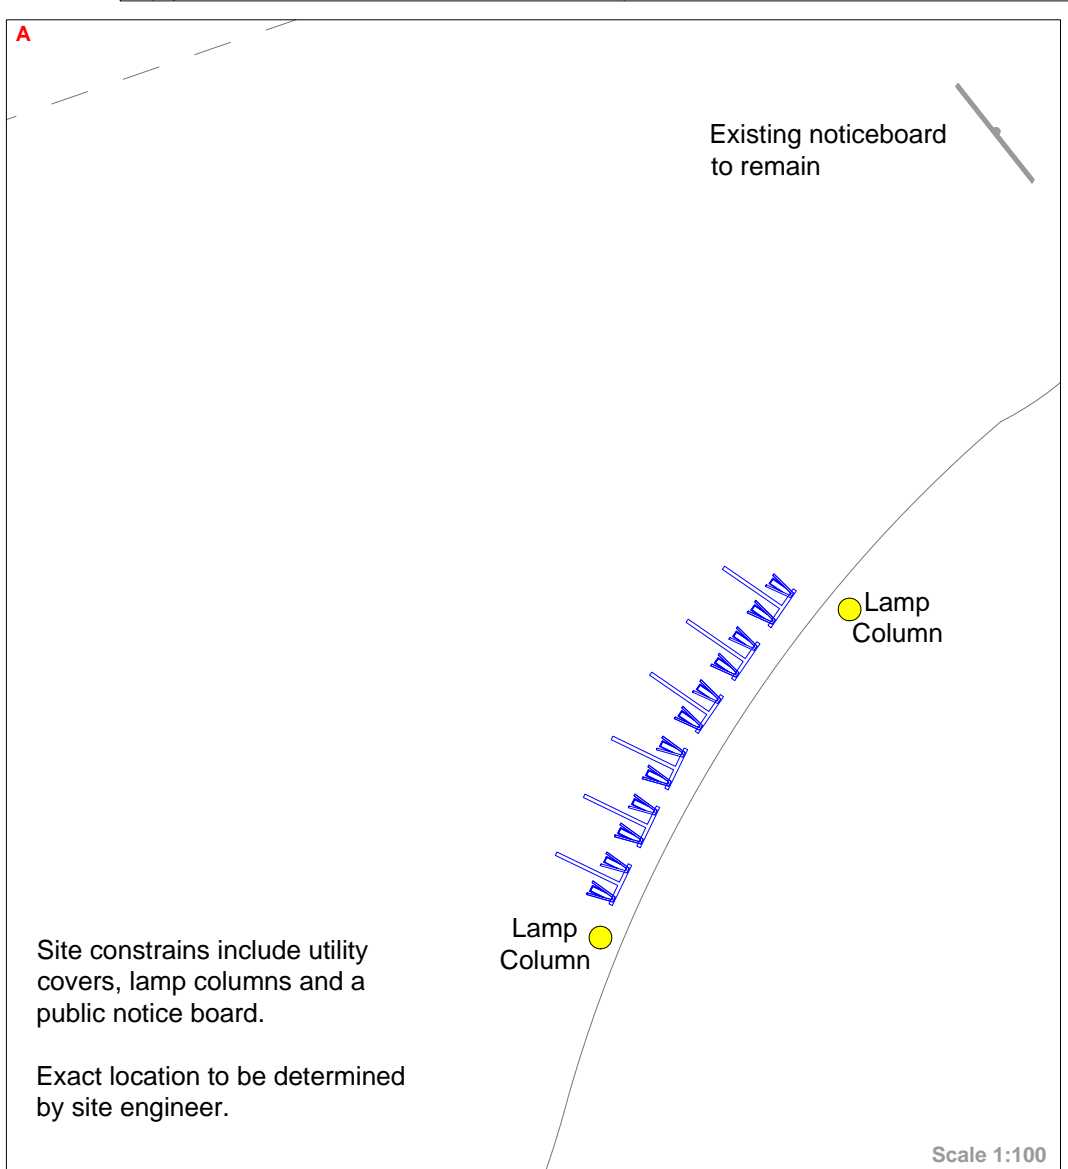 A
Existing noticeboard
to remain
Lamp
Column
Lamp
Column
Site constrains include utility
covers, lamp columns and a
public notice board.
Exact location to be determined
by site engineer.
Scale 1:100